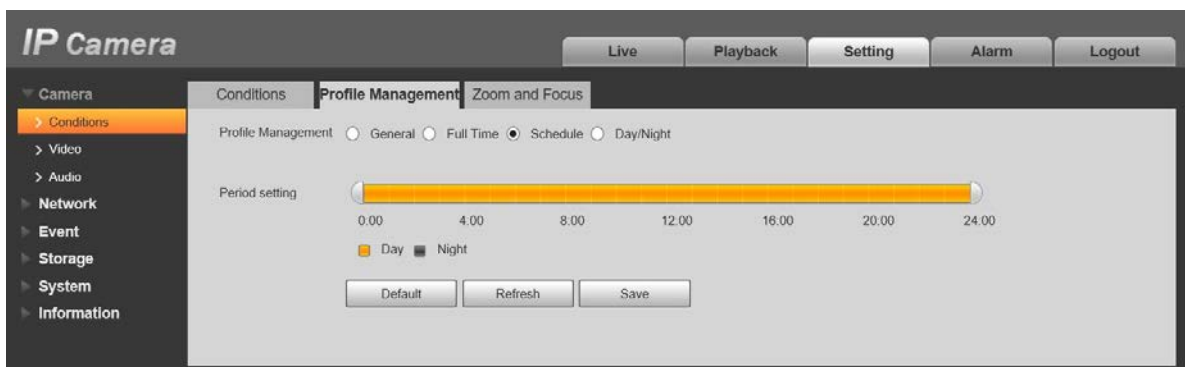 IP Camera
Live
Playback
Setting
Alarm
Logout
Camera
Conditions
Video
Audio
Network
Event
Storage
System
Information
Conditions
Profile Management
Zoom and Focus
Profile Management General Full Time Schedule Day/Night
Period setting
0:00 4:00 8:00 12:00 16:00 20:00 24:00
Day Night
Default Refresh Save